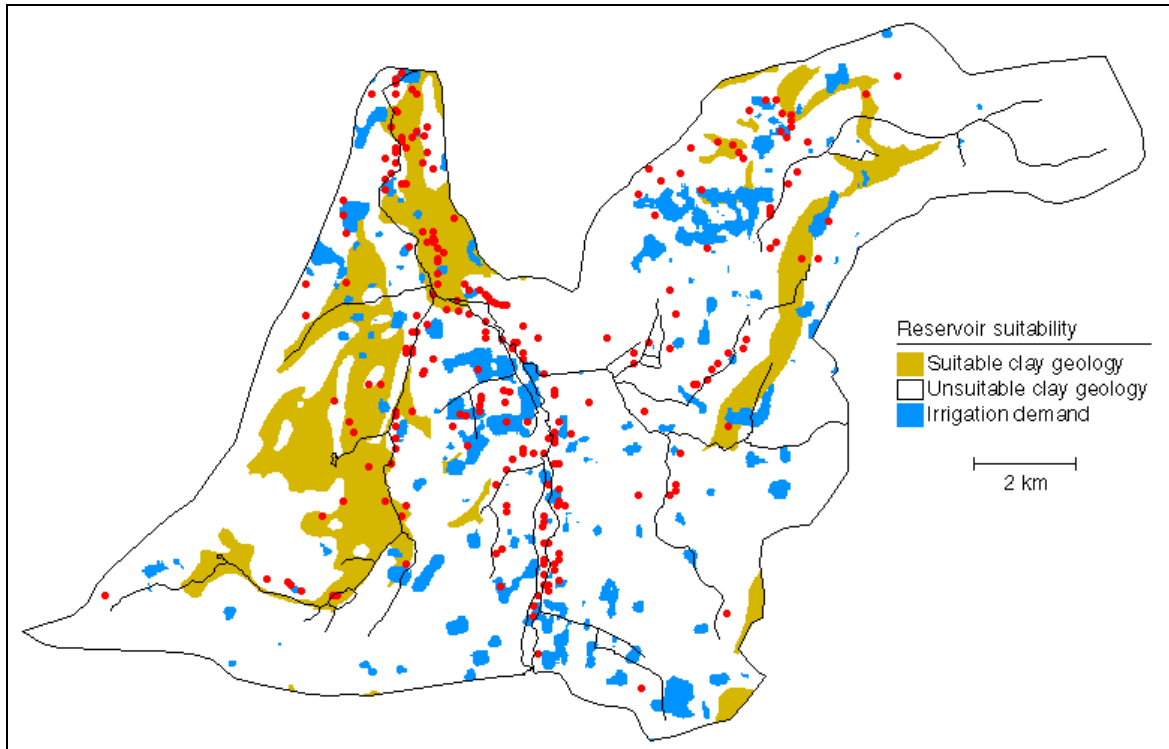 Reservoir suitability
Suitable clay geology
Unsuitable clay geology
Irrigation demand
2 km